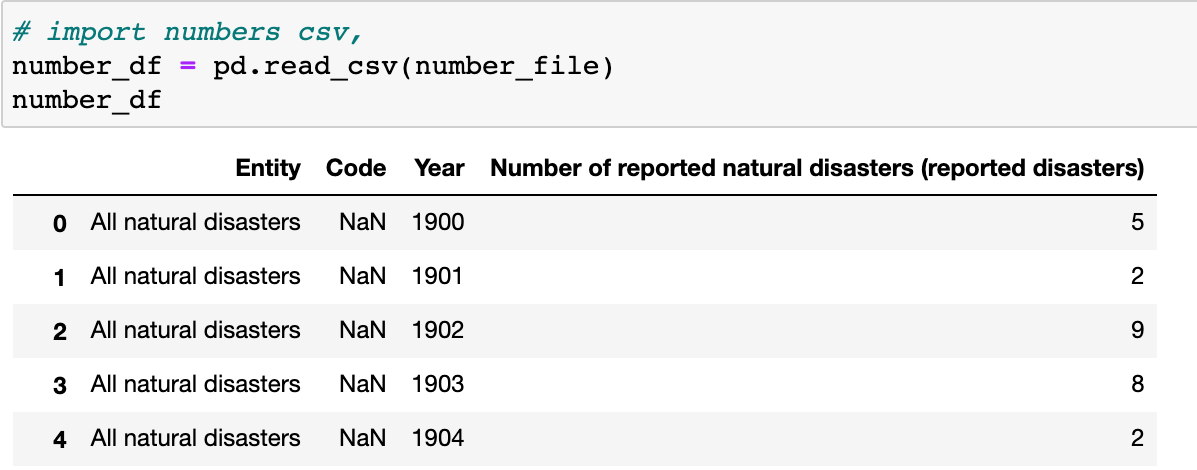 # import numbers csv,
number_df = pd.read_csv(number_file)
number_df
Entity Code Year Number of reported natural disasters (reported disasters)
0 All natural disasters NaN 1900 5
1 All natural disasters NaN 1901 2
2 All natural disasters NaN 1902 9
3 All natural disasters NaN 1903 8
4 All natural disasters NaN 1904 2